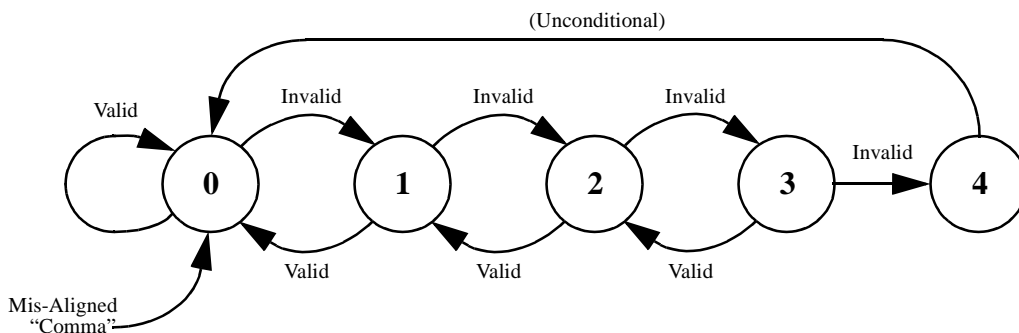 (Unconditional)
Valid
Invalid
Invalid
Invalid
Invalid
0
1
2
3
4
Valid
Valid
Valid
Mis-Aligned
“Comma”